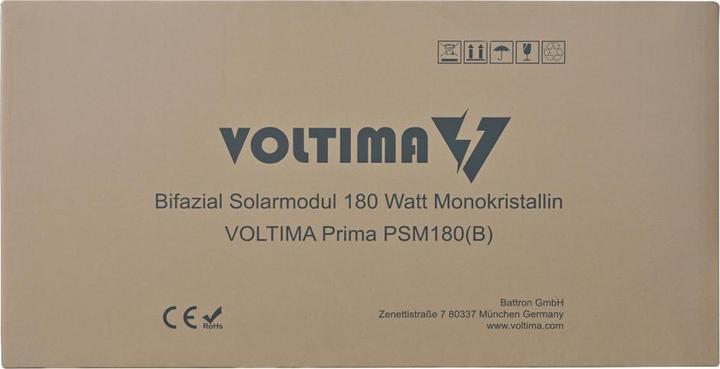 VOLTIMA
Bifazial Solarmodul 180 Watt Monokristallin
VOLTIMA Prima PSM180(B)
CE RoHs
Battron GmbH
Zenettistraße 7 80337 München Germany
www.voltima.com